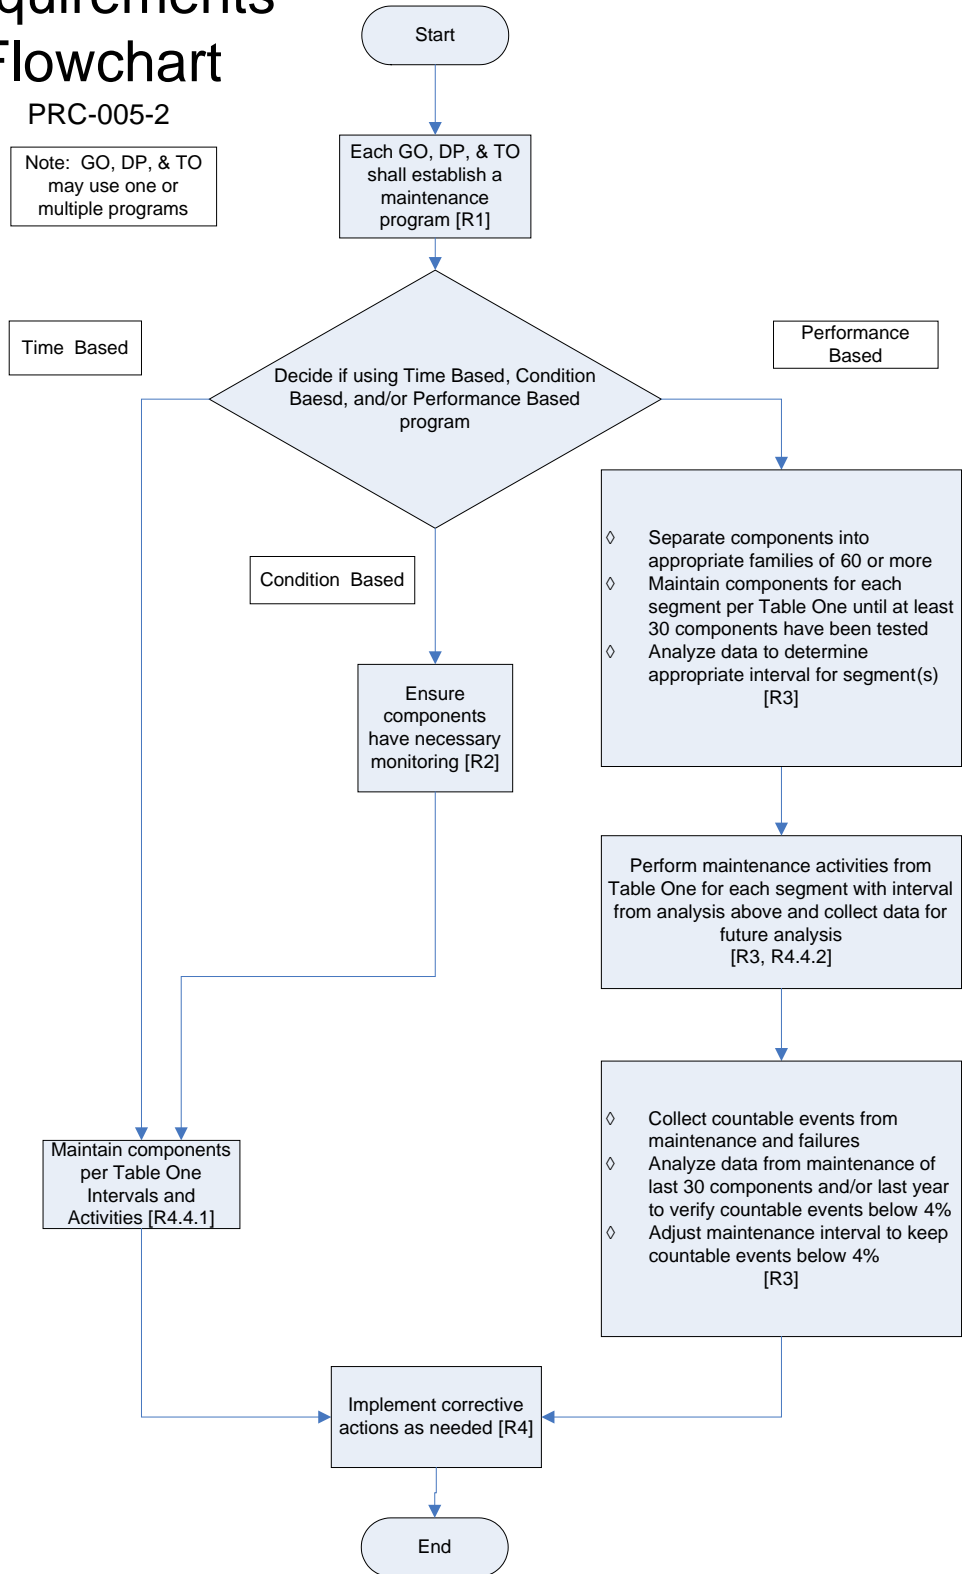 quirements
Flowchart
PRC-005-2
Note:  GO, DP, & TO
may use one or
multiple programs
Start
Each GO, DP, & TO
shall establish a
maintenance
program [R1]
Time  Based
Performance
Based
Decide if using Time Based, Condition
Baesd, and/or Performance Based
program
Condition  Based
◊ Separate components into
appropriate families of 60 or more
◊ Maintain components for each
segment per Table One until at least
30 components have been tested
◊ Analyze data to determine
appropriate interval for segment(s)
[R3]
Ensure
components
have necessary
monitoring [R2]
Perform maintenance activities from
Table One for each segment with interval
from analysis above and collect data for
future analysis
[R3, R4.4.2]
Maintain components
per Table One
Intervals and
Activities [R4.4.1]
◊ Collect countable events from
maintenance and failures
◊ Analyze data from maintenance of
last 30 components and/or last year
to verify countable events below 4%
◊ Adjust maintenance interval to keep
countable events below 4%
[R3]
Implement corrective
actions as needed [R4]
End